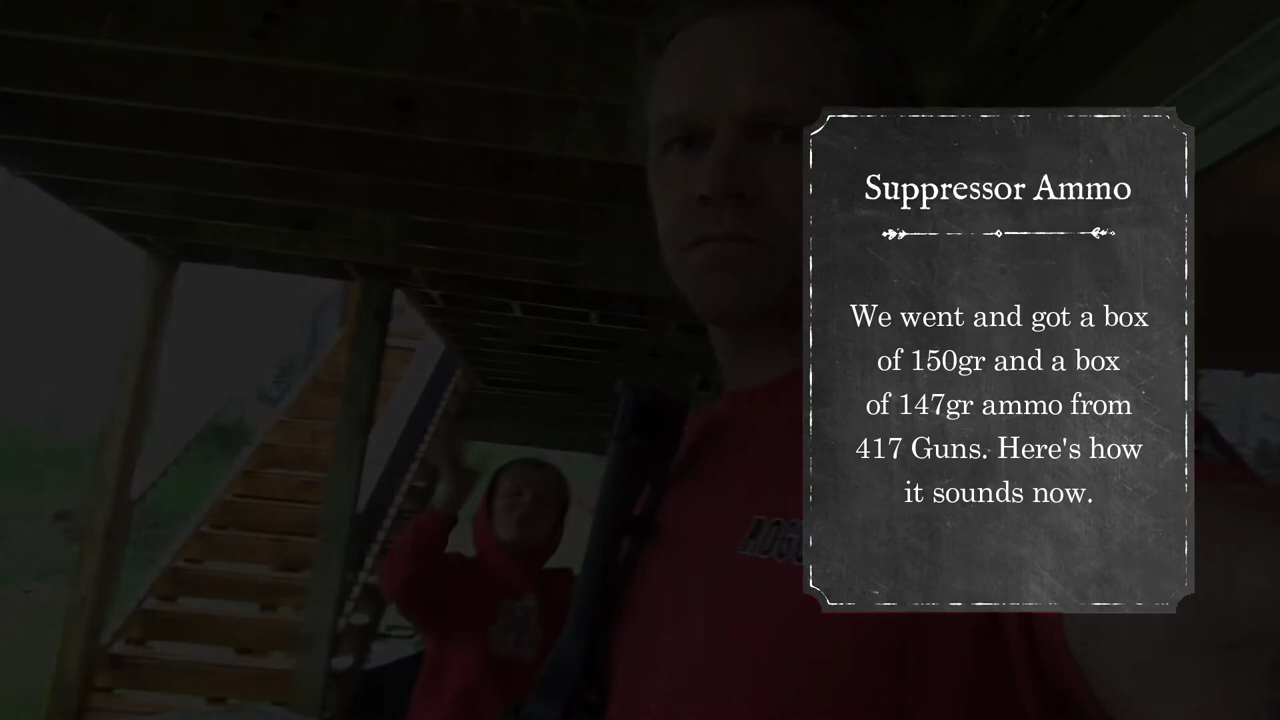 Suppressor Ammo
We went and got a box
of 150gr and a box
of 147gr ammo from
417 Guns. Here's how
it sounds now.